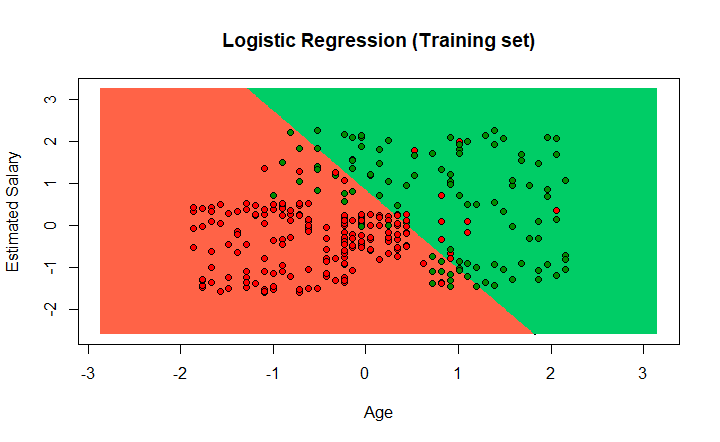 Logistic Regression (Training set)
Estimated Salary
3
2
1
0
-1
-2
-3 -2 -1 0 1 2 3
Age